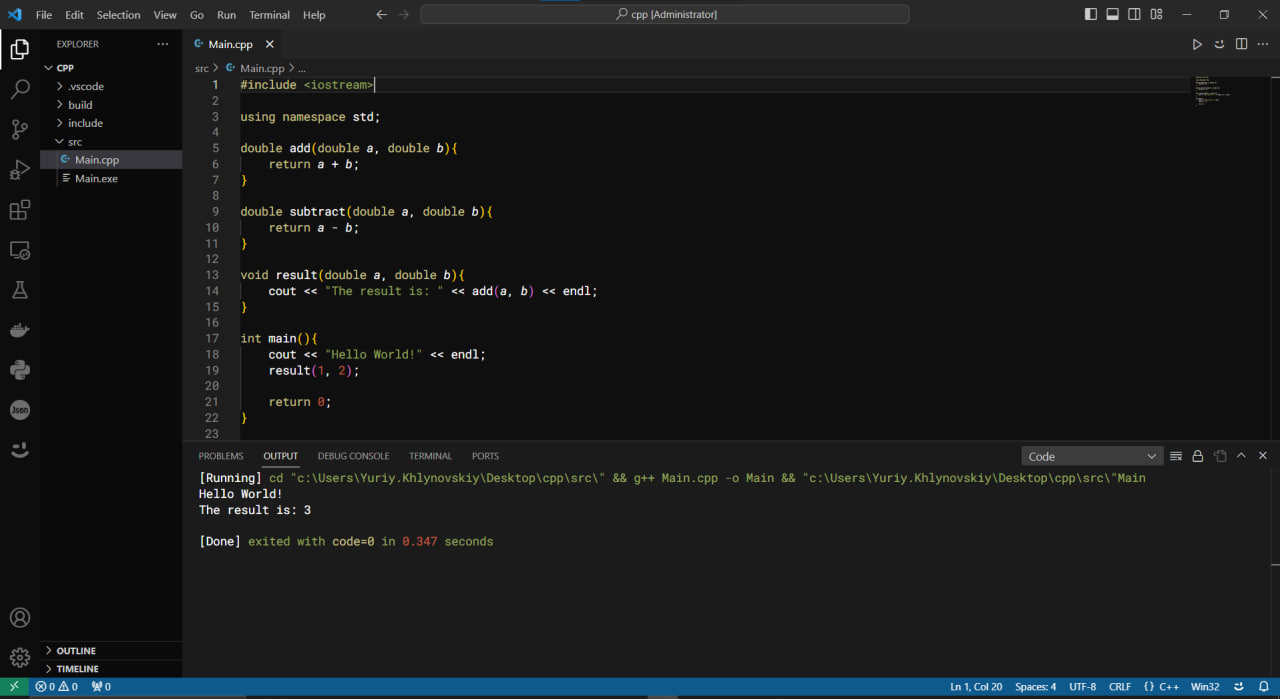 File Edit Selection View Go Run Terminal Help
cpp [Administrator]
EXPLORER
CPP
.vscode
build
include
src
Main.cpp
Main.exe
OUTLINE
TIMELINE
Json
Main.cpp
src > Main.cpp > ...
1 #include <iostream>
2
3 using namespace std;
4
5 double add(double a, double b){
6 return a + b;
7 }
8
9 double subtract(double a, double b){
10 return a - b;
11 }
12
13 void result(double a, double b){
14 cout << "The result is: " << add(a, b) << endl;
15 }
16
17 int main(){
18 cout << "Hello World!" << endl;
19 result(1, 2);
20
21 return 0;
22 }
23
PROBLEMS OUTPUT DEBUG CONSOLE TERMINAL PORTS
Code
[Running] cd "c:\Users\Yuriy.Khlynovskiy\Desktop\cpp\src\" && g++ Main.cpp -o Main && "c:\Users\Yuriy.Khlynovskiy\Desktop\cpp\src\"Main
Hello World!
The result is: 3
[Done] exited with code=0 in 0.347 seconds
0 0 0
Ln 1, Col 20 Spaces: 4 UTF-8 CRLF {} C++ Win32